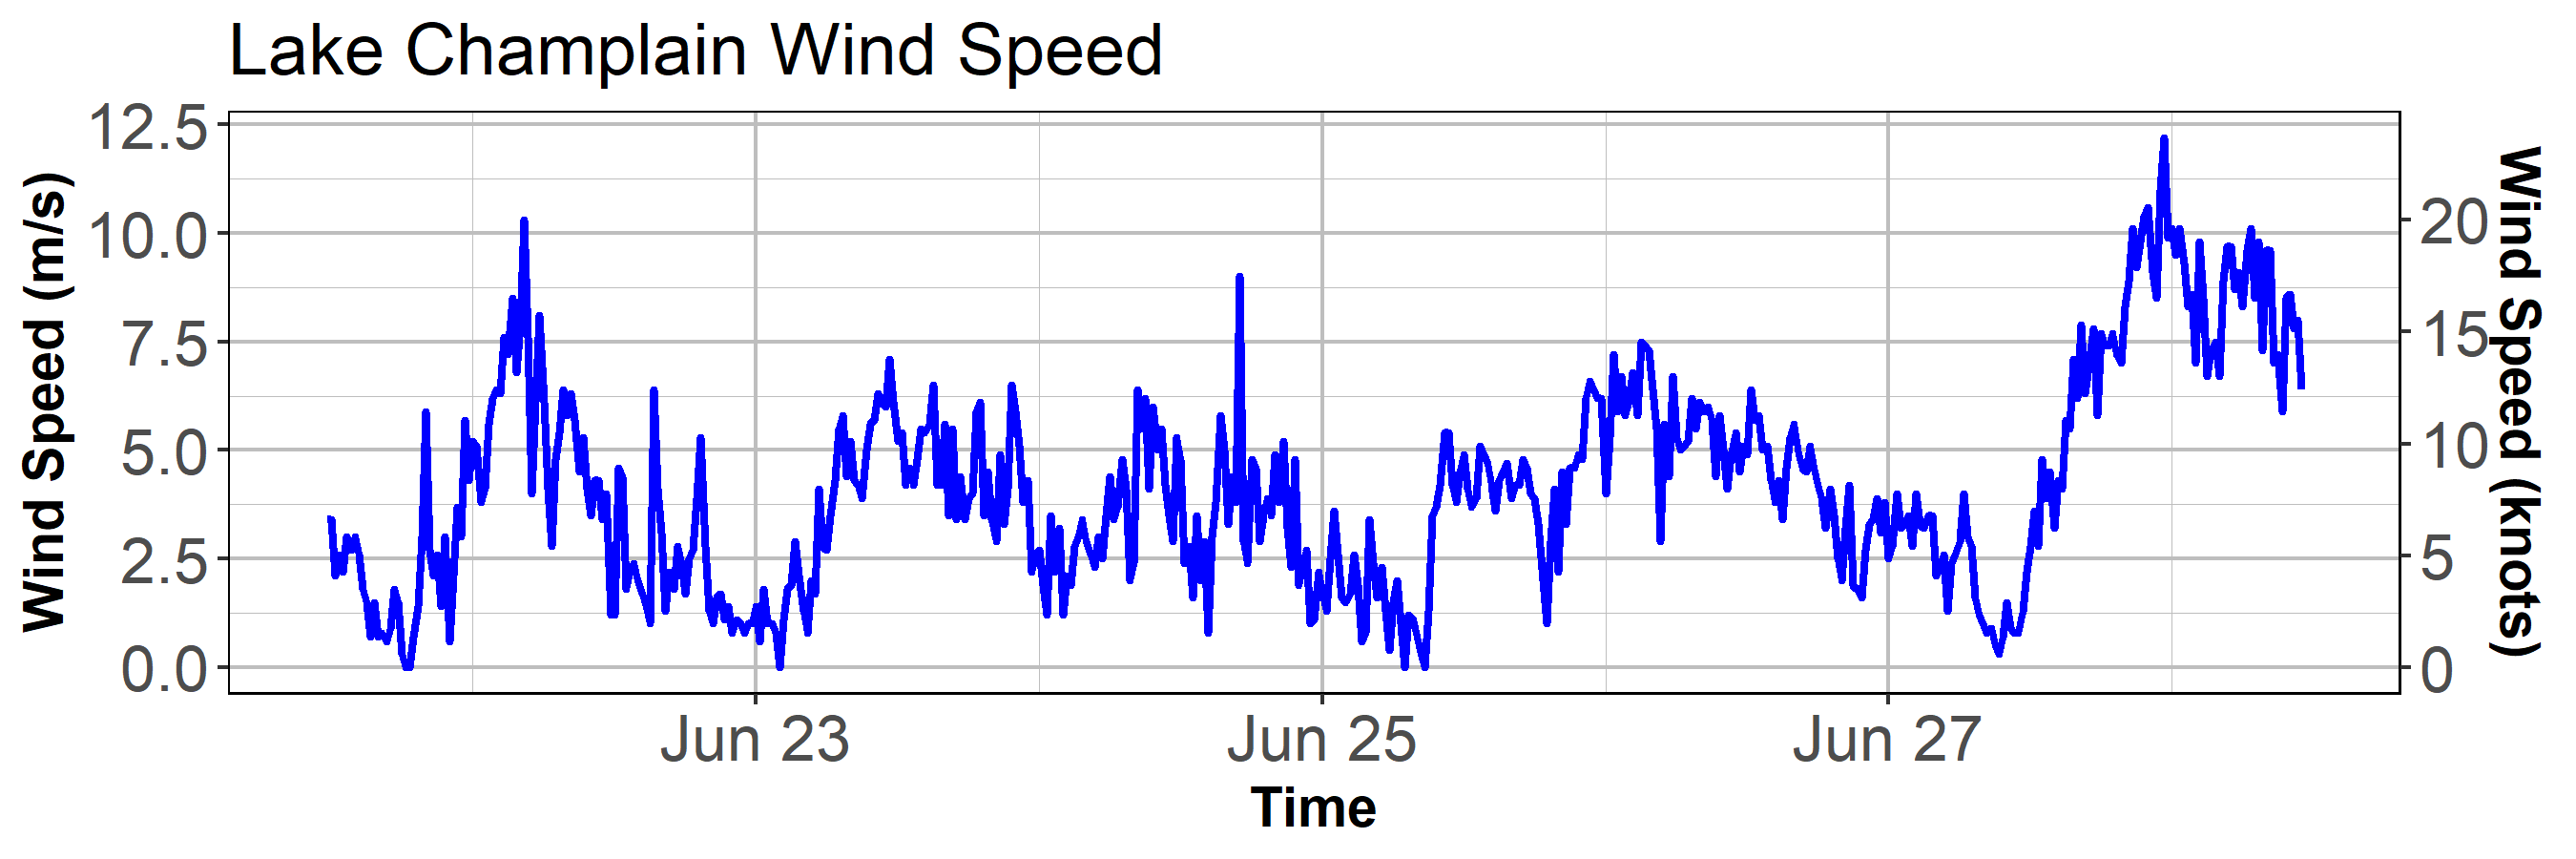 Lake Champlain Wind Speed
12.5
10.0
7.5
5.0
2.5
0.0
Wind Speed (m/s)
20
15
10
5
0
Wind Speed (knots)
Jun 23
Jun 25
Jun 27
Time